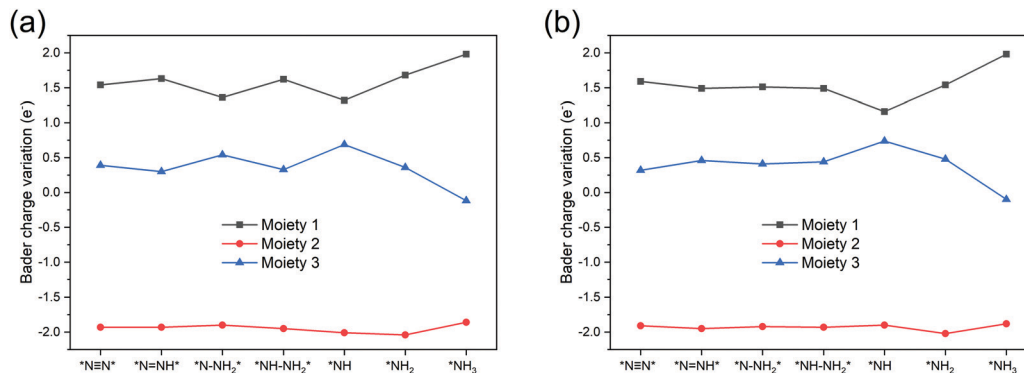 (a)
Bader charge variation (e⁻)
2.0
1.5
1.0
0.5
0.0
-0.5
-1.0
-1.5
-2.0
Moiety 1
Moiety 2
Moiety 3
*N≡N* *N=NH* *N-NH₂* *NH-NH₂* *NH *NH₂ *NH₃
(b)
Bader charge variation (e⁻)
2.0
1.5
1.0
0.5
0.0
-0.5
-1.0
-1.5
-2.0
Moiety 1
Moiety 2
Moiety 3
*N≡N* *N=NH* *N-NH₂* *NH-NH₂* *NH *NH₂ *NH₃